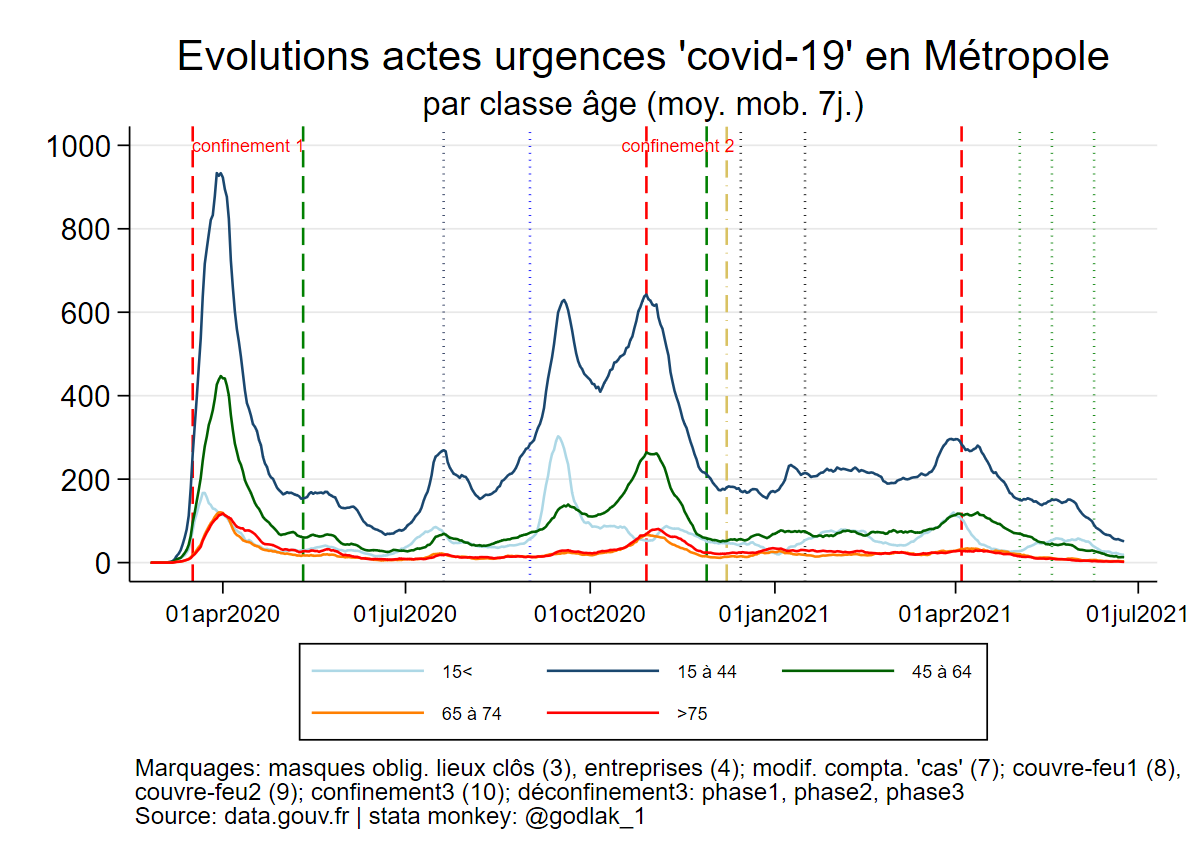 Evolutions actes urgences 'covid-19' en Métropole
par classe âge (moy. mob. 7j.)
confinement 1
confinement 2
1000
800
600
400
200
0
01apr2020
01jul2020
01oct2020
01jan2021
01apr2021
01jul2021
15<
15 à 44
45 à 64
65 à 74
>75
Marquages: masques oblig. lieux clôs (3), entreprises (4); modif. compta. 'cas' (7); couvre-feu1 (8),
couvre-feu2 (9); confinement3 (10); déconfinement3: phase1, phase2, phase3
Source: data.gouv.fr | stata monkey: @godlak_1